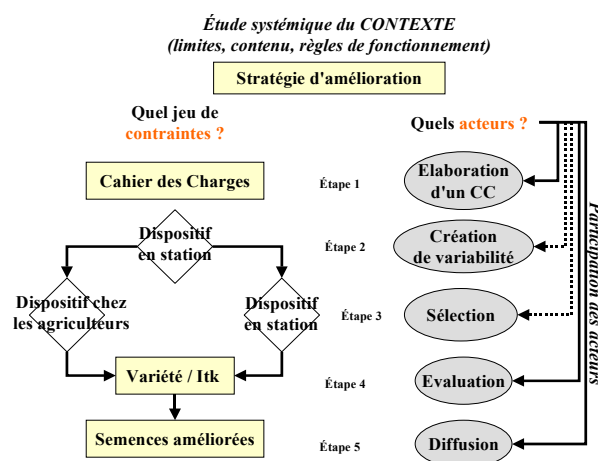 Étude systémique du CONTEXTE
(limites, contenu, règles de fonctionnement)
Stratégie d'amélioration
Quel jeu de
contraintes ?
Quels acteurs ?
Cahier des Charges
Étape 1
Elaboration
d'un CC
Dispositif
en station
Étape 2
Création
de variabilité
Dispositif chez
les agriculteurs
Dispositif
en station
Étape 3
Sélection
Variété / Itk
Étape 4
Evaluation
Semences améliorées
Étape 5
Diffusion
Participation des acteurs